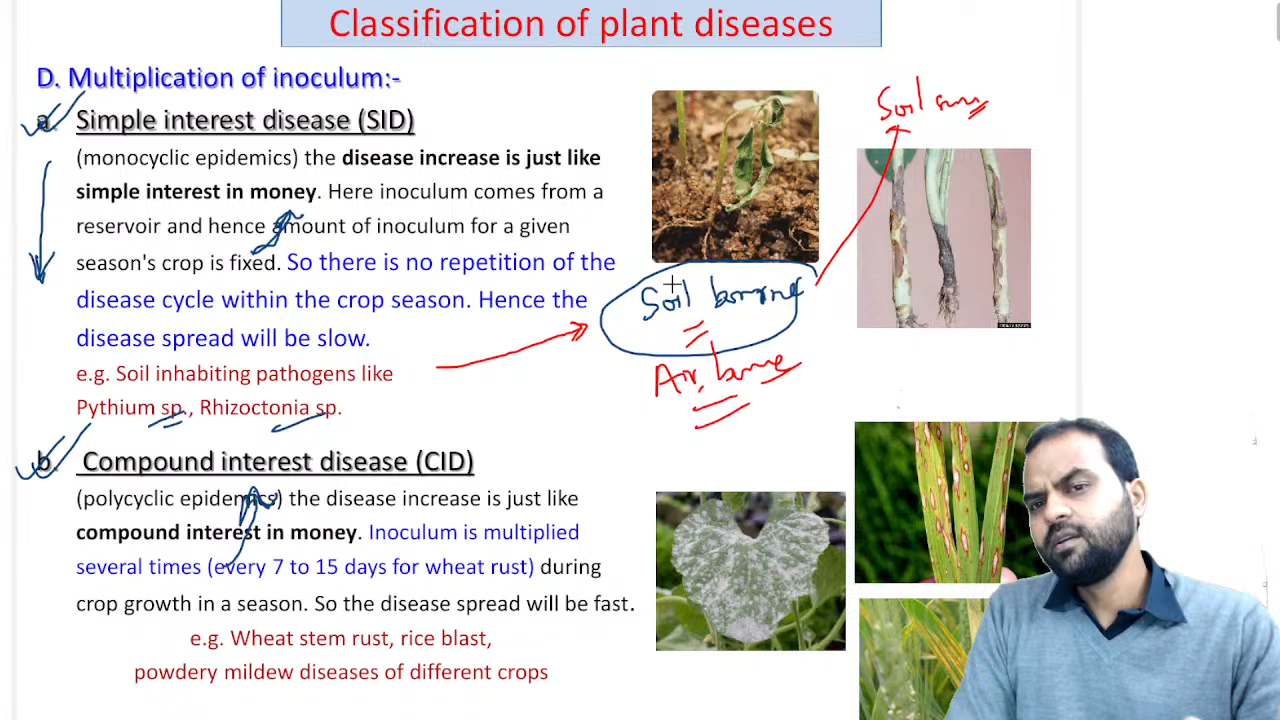 Classification of plant diseases
D. Multiplication of inoculum:-
a. Simple interest disease (SID)
(monocyclic epidemics) the disease increase is just like
simple interest in money. Here inoculum comes from a
reservoir and hence amount of inoculum for a given
season's crop is fixed. So there is no repetition of the
disease cycle within the crop season. Hence the
disease spread will be slow.
e.g. Soil inhabiting pathogens like
Pythium sp., Rhizoctonia sp.
b. Compound interest disease (CID)
(polycyclic epidemics) the disease increase is just like
compound interest in money. Inoculum is multiplied
several times (every 7 to 15 days for wheat rust) during
crop growth in a season. So the disease spread will be fast.
e.g. Wheat stem rust, rice blast,
powdery mildew diseases of different crops
Soil
Soil
Air borne